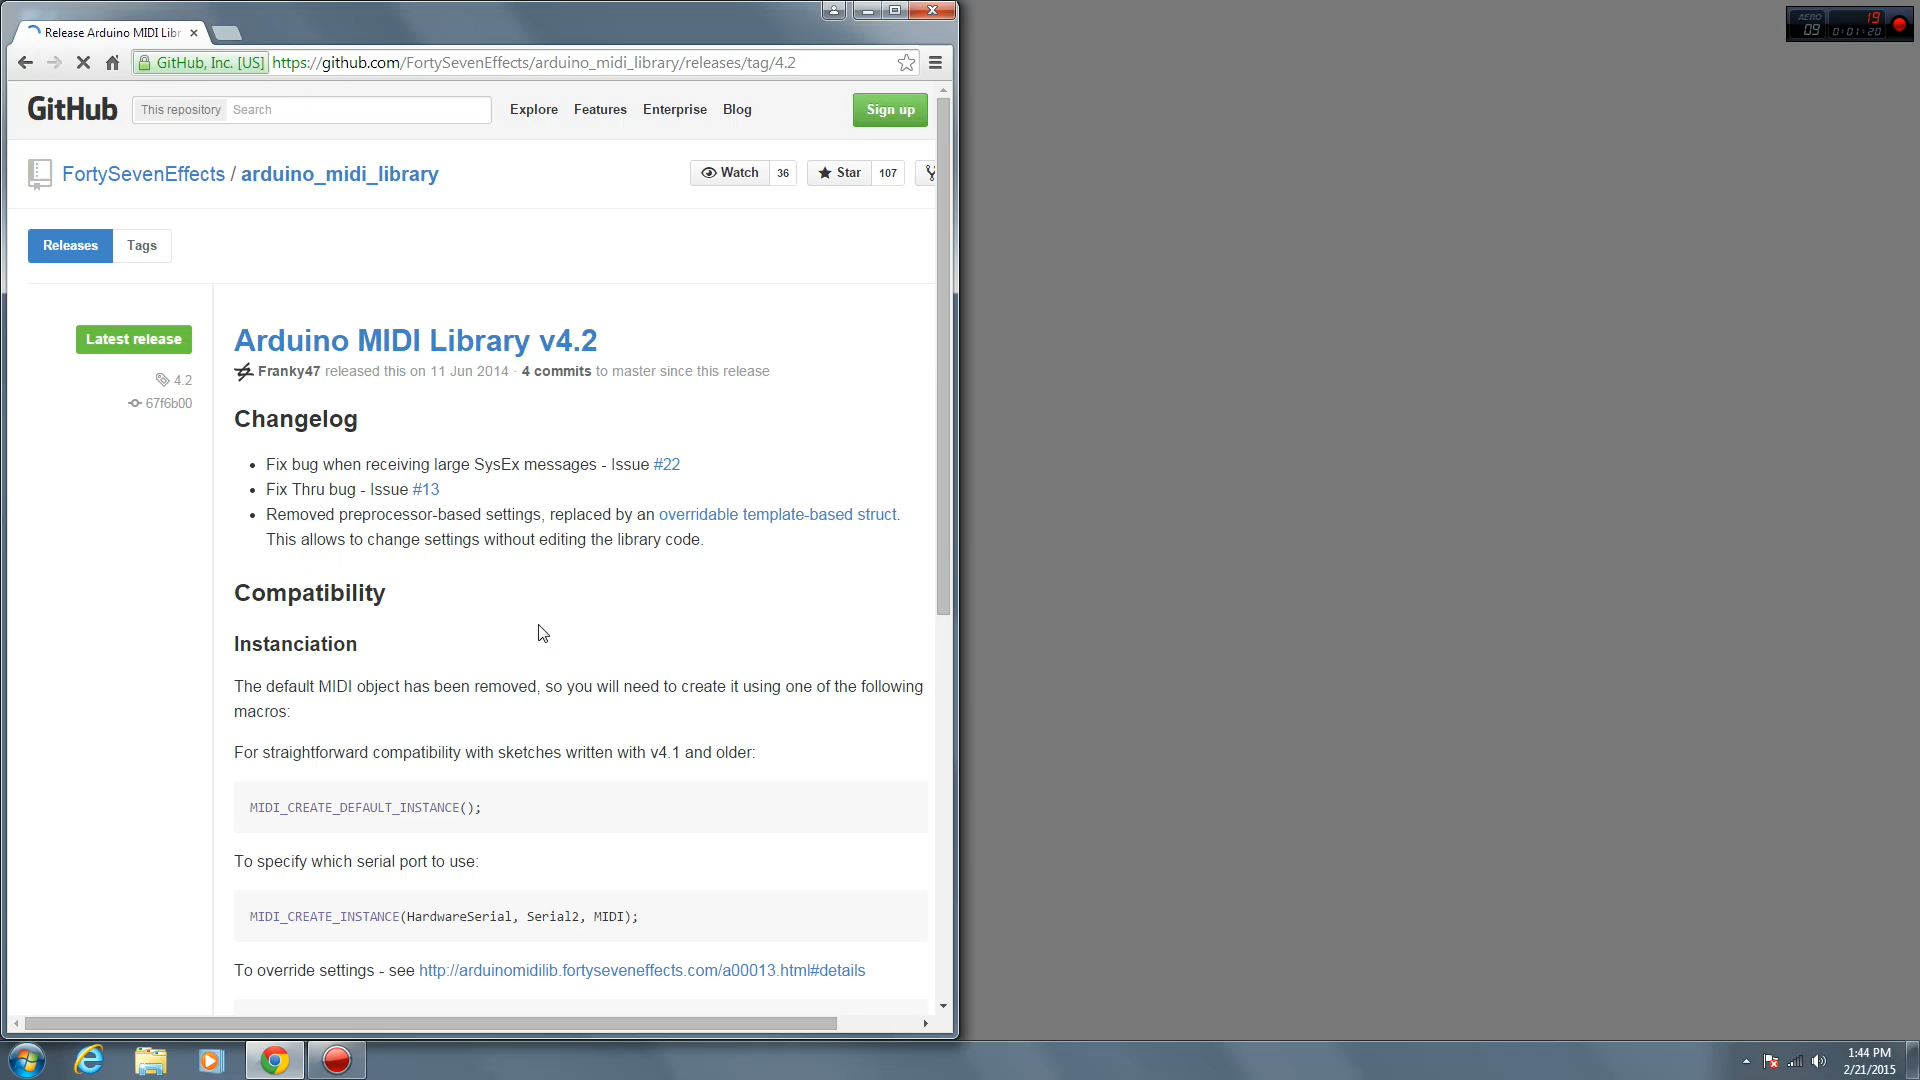 Release Arduino MIDI Libr
GitHub, Inc. [US] https://github.com/FortySevenEffects/arduino_midi_library/releases/tag/4.2
GitHub This repository Search Explore Features Enterprise Blog Sign up
FortySevenEffects / arduino_midi_library Watch 36 Star 107
Releases Tags
Latest release
4.2
67f6b00
Arduino MIDI Library v4.2
Franky47 released this on 11 Jun 2014 · 4 commits to master since this release
Changelog
• Fix bug when receiving large SysEx messages - Issue #22
• Fix Thru bug - Issue #13
• Removed preprocessor-based settings, replaced by an overridable template-based struct.
This allows to change settings without editing the library code.
Compatibility
Instanciation
The default MIDI object has been removed, so you will need to create it using one of the following
macros:
For straightforward compatibility with sketches written with v4.1 and older:
MIDI_CREATE_DEFAULT_INSTANCE();
To specify which serial port to use:
MIDI_CREATE_INSTANCE(HardwareSerial, Serial2, MIDI);
To override settings - see http://arduinomidilib.fortyseveneffects.com/a00013.html#details
AERO
09
19
0:01:20
1:44 PM
2/21/2015